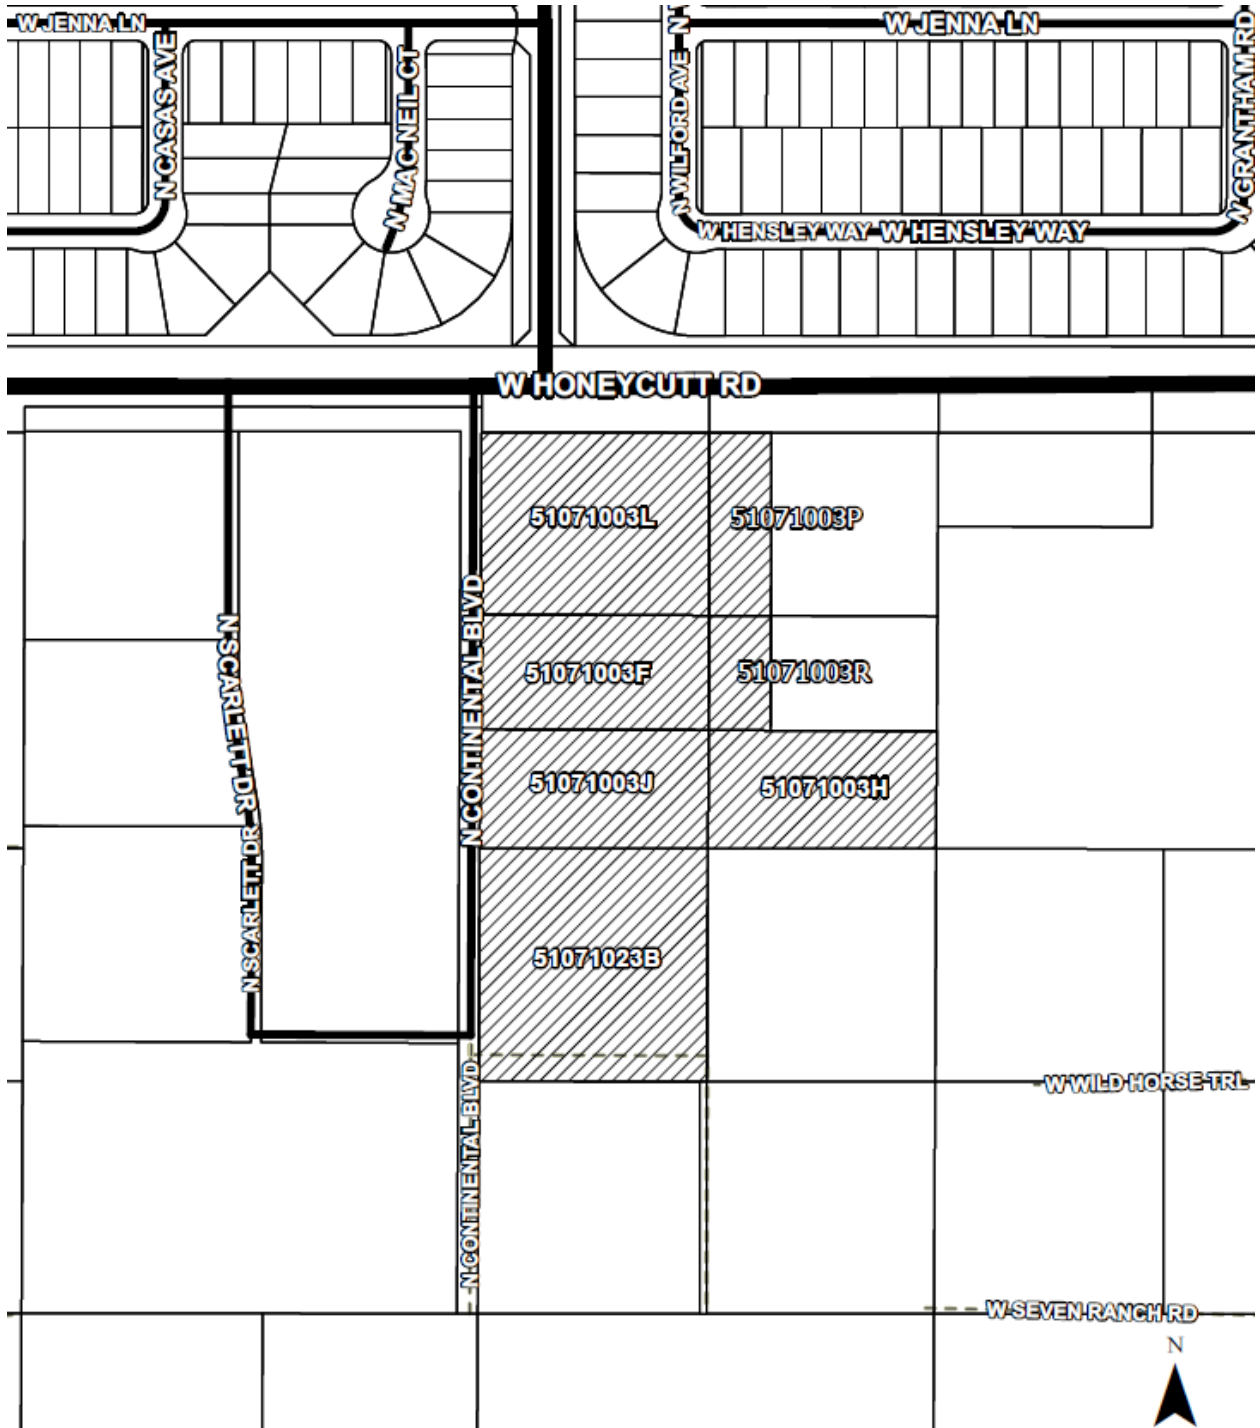 W JENNA LN
W JENNA LN
N CASAS AVE
N MAC NEIL CT
N WILFORD AVE N
N GRANTHAM RD
W HENSLEY WAY W HENSLEY WAY
W HONEYCUTT RD
51071003L
51071003P
N SCARLETT DR
N CONTINENTAL BLVD
51071003F
51071003R
51071003J
51071003H
N SCARLETT DR
51071023B
N CONTINENTAL BLVD
W WILD HORSE TRL
W SEVEN RANCH RD
N